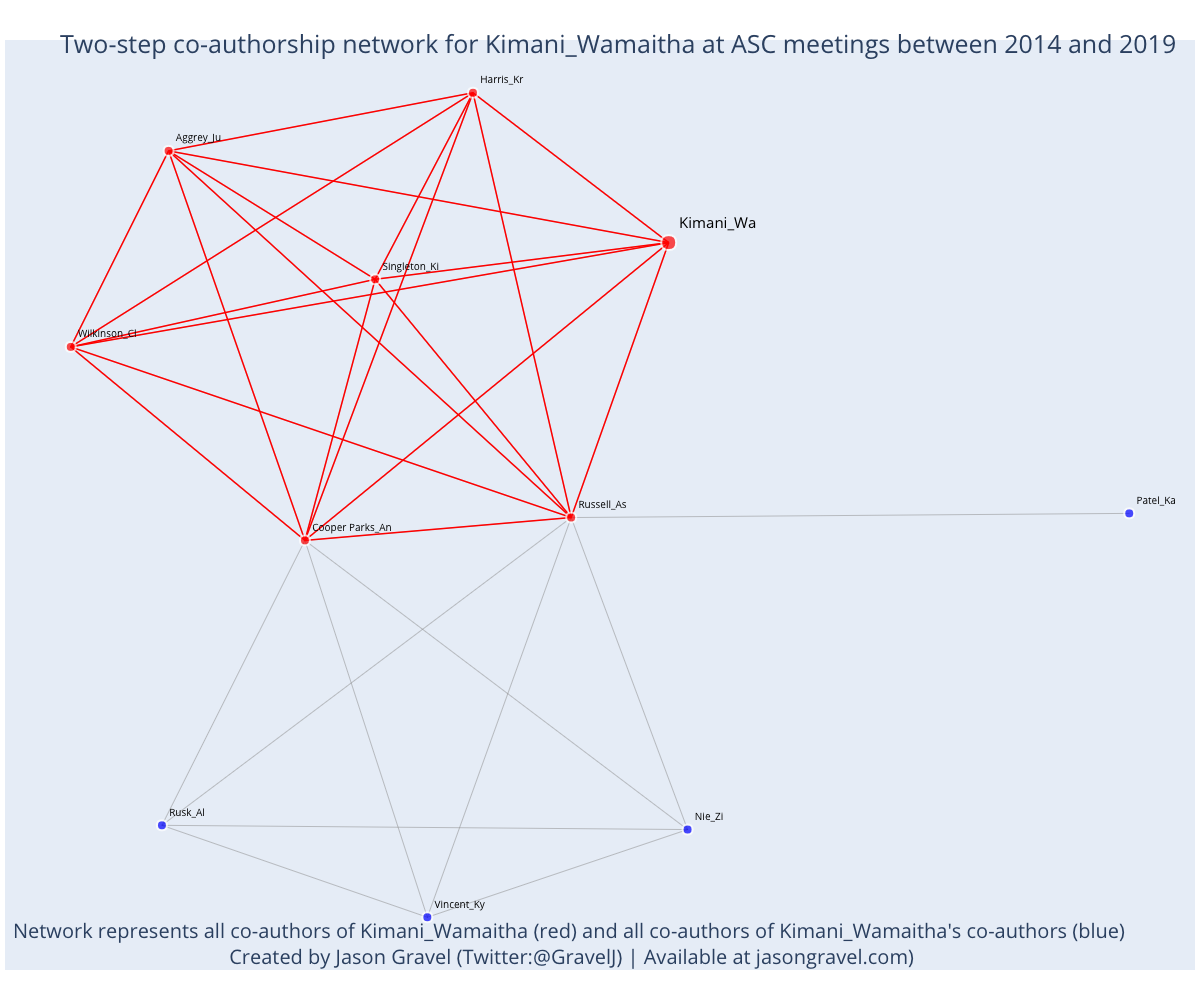 Two-step co-authorship network for Kimani_Wamaitha at ASC meetings between 2014 and 2019
Harris_Kr
Aggrey_Ju
Kimani_Wa
Singleton_Ki
Wilkinson_Cl
Patel_Ka
Russell_As
Cooper Parks_An
Rusk_Al
Nie_Zi
Vincent_Ky
Network represents all co-authors of Kimani_Wamaitha (red) and all co-authors of Kimani_Wamaitha's co-authors (blue)
Created by Jason Gravel (Twitter:@GravelJ) | Available at jasongravel.com)